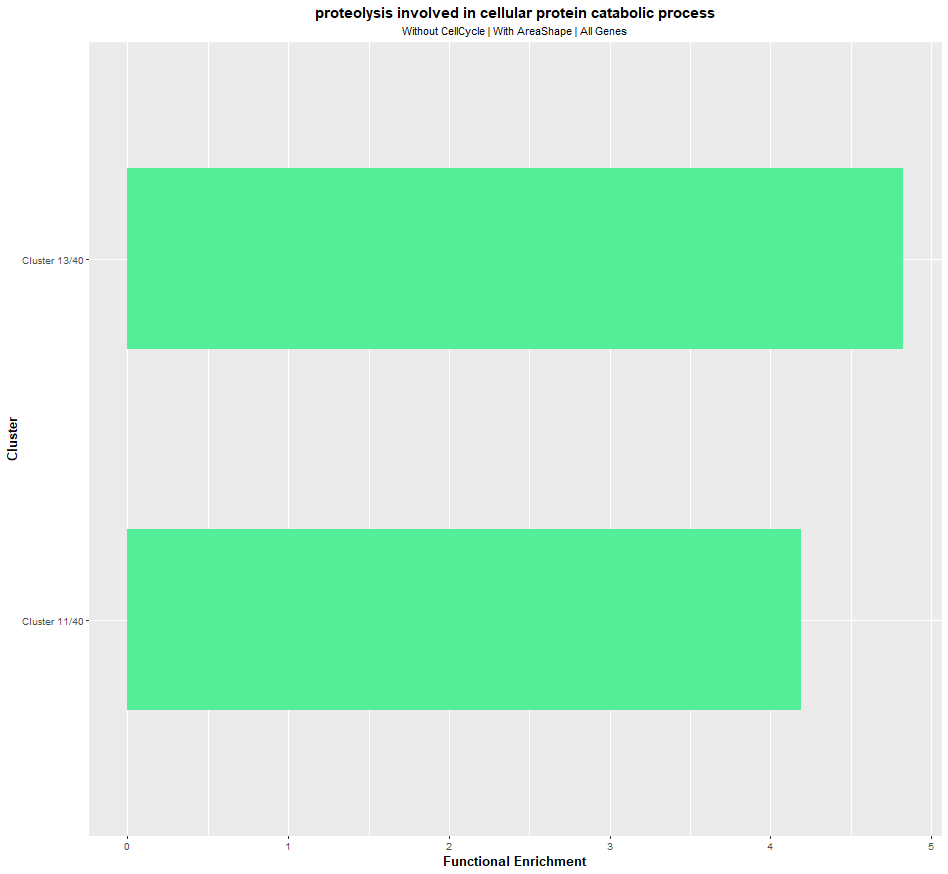 proteolysis involved in cellular protein catabolic process
Without CellCycle | With AreaShape | All Genes
Cluster
Cluster 13/40
Cluster 11/40
0 1 2 3 4 5
Functional Enrichment